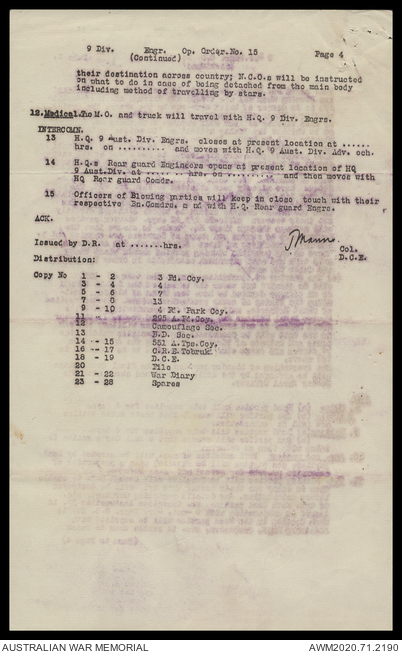 9 Div. Engr. Op. Order.No. 15 Page 4
(Continued)
their destination across country; N.C.O.s will be instructed
on what to do in case of being detached from the main body
including method of travelling by stars.
12.Medical.The M.O. and truck will travel with H.Q. 9 Div. Engrs.
INTERCOMN.
13 H.Q. 9 Aust. Div. Engrs. closes at present location at ......
hrs. on .......... and moves with H.Q. 9 Aust. Div. Adv. ech.
14 H.Q.s Rear guard Engineers opens at present location of HQ
9 Aust.Div. at ....... hrs. on .......... and then moves with
HQ Rear guard Comdr.
15 Officers of Blowing parties will keep in close touch with their
respective Bn.Comdrs. and with H.Q. Rear guard Engrs.
ACK.
Issued by D.R. at .......hrs.
Col.
D.C.E.
Distribution:
Copy No 1 - 2 3 Fd. Coy.
3 - 4 4
5 - 6 7
7 - 8 13
9 - 10 4 Fd. Park Coy.
11 295 A.Fd.Coy.
12 Camouflage Sec.
13 E.D. Sec.
14 - 15 551 A.Tps.Coy.
16 - 17 C.R.E.Tobruk
18 - 19 D.C.E.
20 File
21 - 22 War Diary
23 - 28 Spares
AUSTRALIAN WAR MEMORIAL AWM2020.71.2190